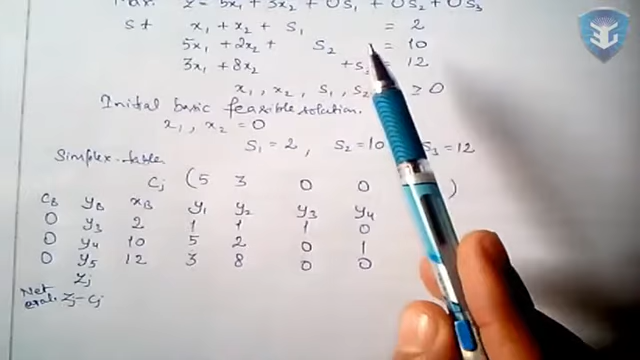 Max. Z = 5x₁ + 3x₂ + 0S₁ + 0S₂ + 0S₃
st x₁ + x₂ + S₁ = 2
5x₁ + 2x₂ + S₂ = 10
3x₁ + 8x₂ + S = 12
x₁, x₂, S₁, S₂ ≥ 0
Initial basic feasible solution.
x₁, x₂ = 0
S₁ = 2, S₂ = 10 S₃ = 12
Simplex-table
Cj (5 3 0 0 )
CB YB XB Y₁ Y₂ Y₃ Y₄
0 Y₃ 2 1 1 1 0
0 Y₄ 10 5 2 0 1
0 Y₅ 12 3 8 0 0
Zj
Net
eval. Zj - Cj